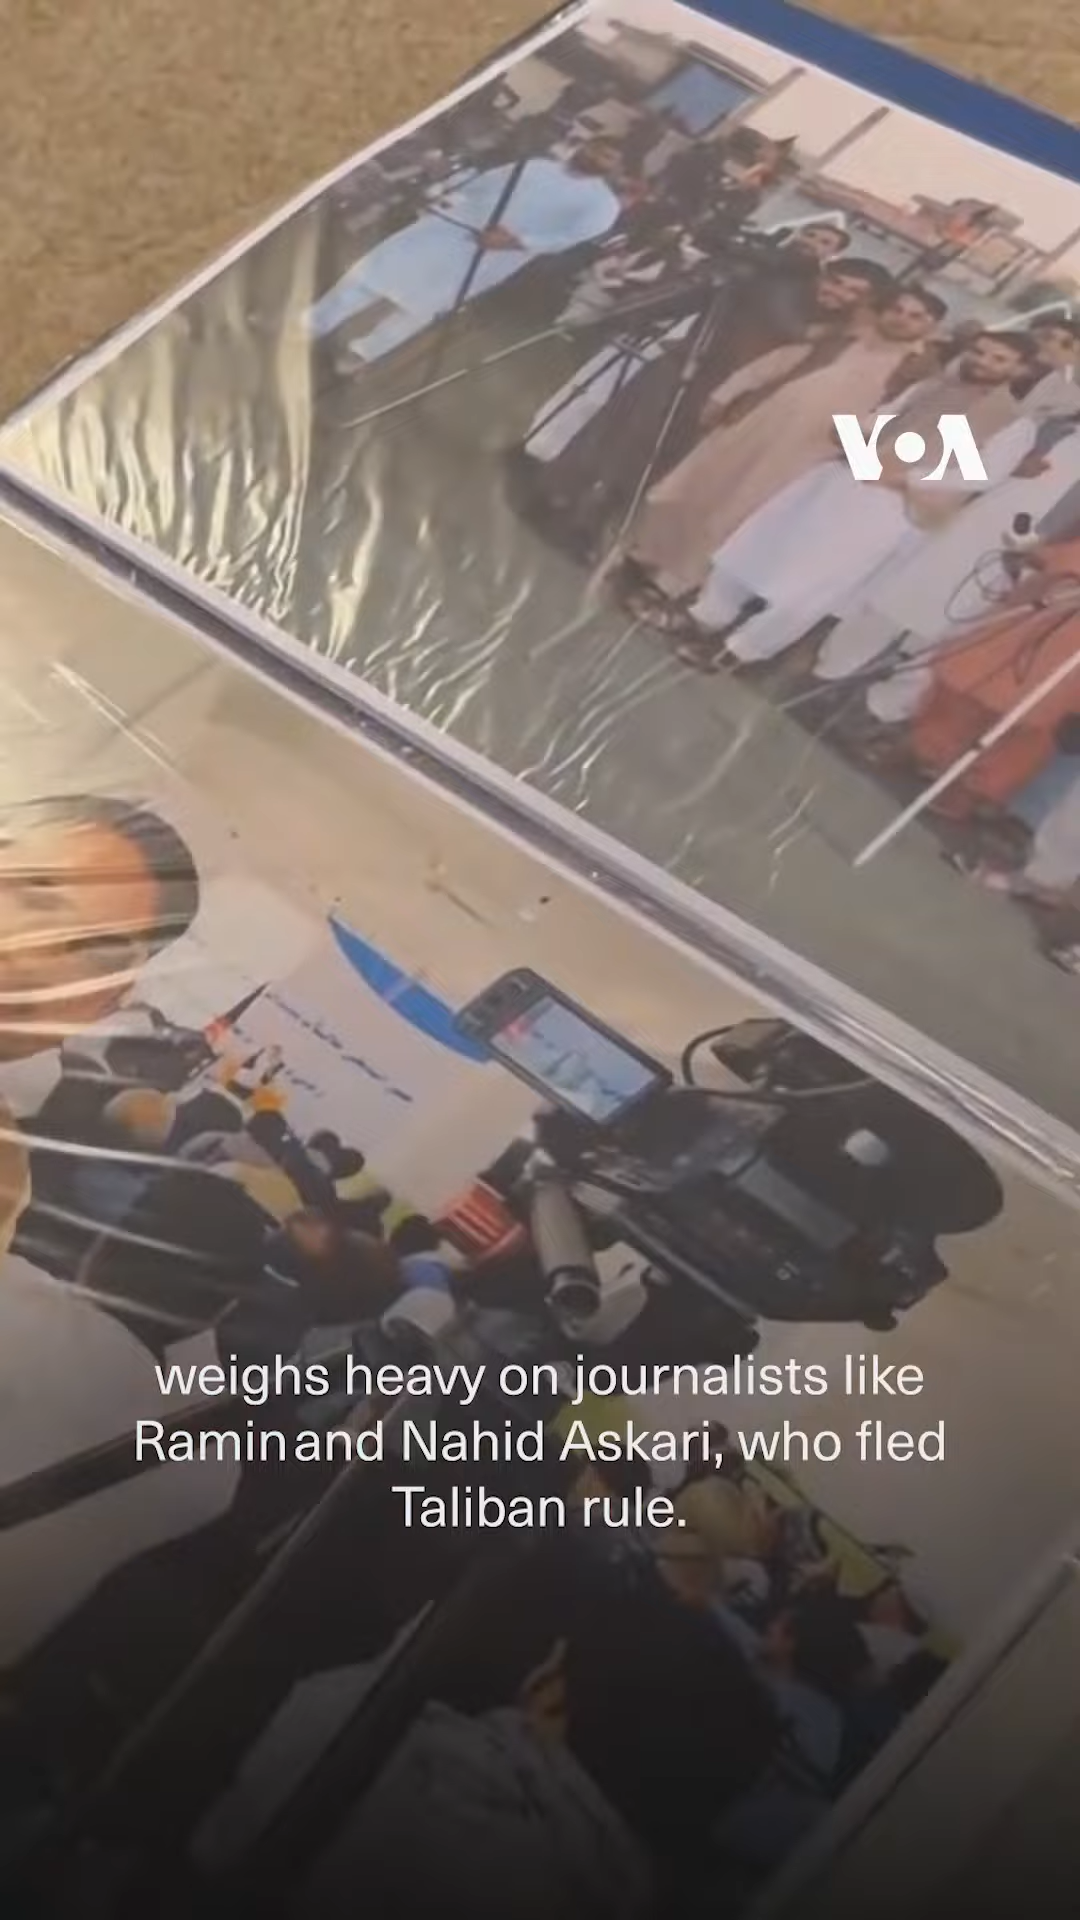 VOA
weighs heavy on journalists like
Ramin and Nahid Askari, who fled
Taliban rule.